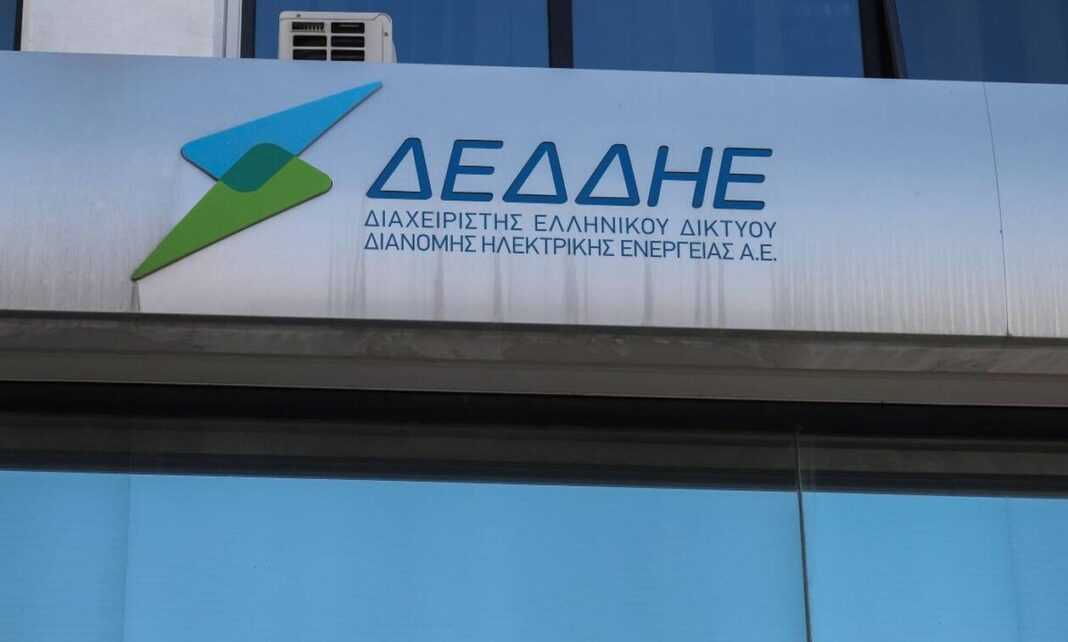 ΔΕΔΔΗΕ
ΔΙΑΧΕΙΡΙΣΤΗΣ ΕΛΛΗΝΙΚΟΥ ΔΙΚΤΥΟΥ
ΔΙΑΝΟΜΗΣ ΗΛΕΚΤΡΙΚΗΣ ΕΝΕΡΓΕΙΑΣ Α.Ε.